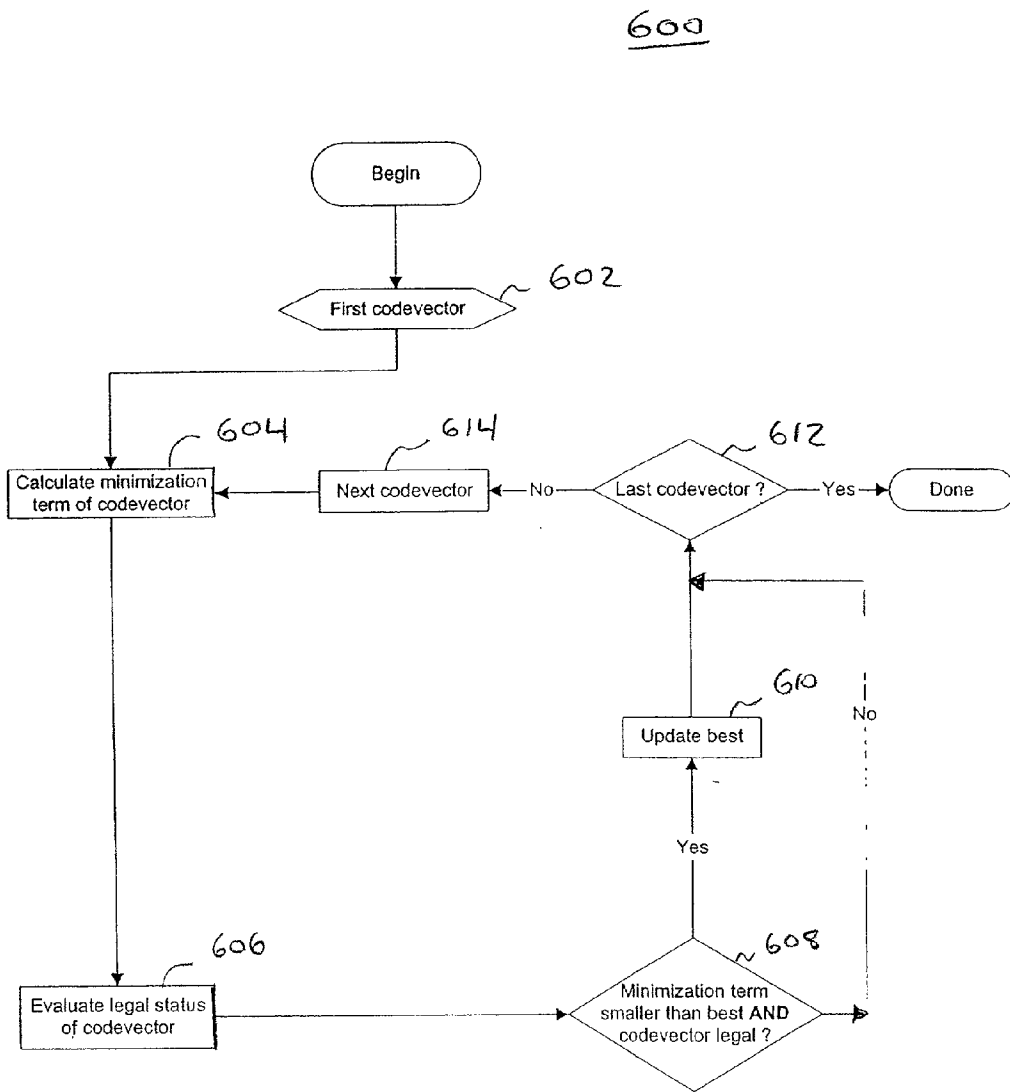 600
Begin
602
First codevector
604
614
612
Calculate minimization
term of codevector
Next codevector
No
Last codevector ?
Yes
Done
610
Update best
No
Yes
606
608
Evaluate legal status
of codevector
Minimization term
smaller than best AND
codevector legal ?